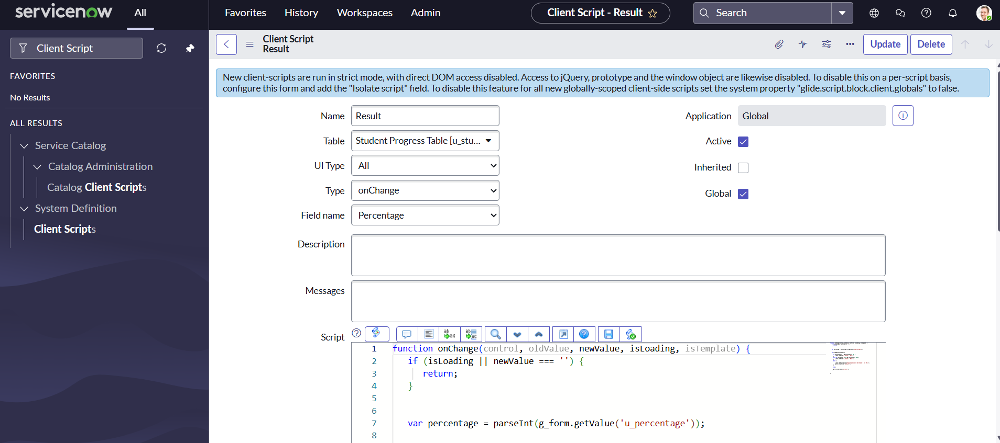 servicenow
All
Favorites
History
Workspaces
Admin
Client Script - Result
Search
Client Script
FAVORITES
No Results
ALL RESULTS
Service Catalog
Catalog Administration
Catalog Client Scripts
System Definition
Client Scripts
Client Script
Result
Update
Delete
New client-scripts are run in strict mode, with direct DOM access disabled. Access to jQuery, prototype and the window object are likewise disabled. To disable this on a per-script basis,
configure this form and add the "Isolate script" field. To disable this feature for all new globally-scoped client-side scripts set the system property "glide.script.block.client.globals" to false.
Name Result
Application Global
Table Student Progress Table [u_stu...
Active
UI Type All
Inherited
Type onChange
Global
Field name Percentage
Description
Messages
Script
1 function onChange(control, oldValue, newValue, isLoading, isTemplate) {
2 if (isLoading || newValue === '') {
3 return;
4 }
5
6
7 var percentage = parseInt(g_form.getValue('u_percentage'));
8